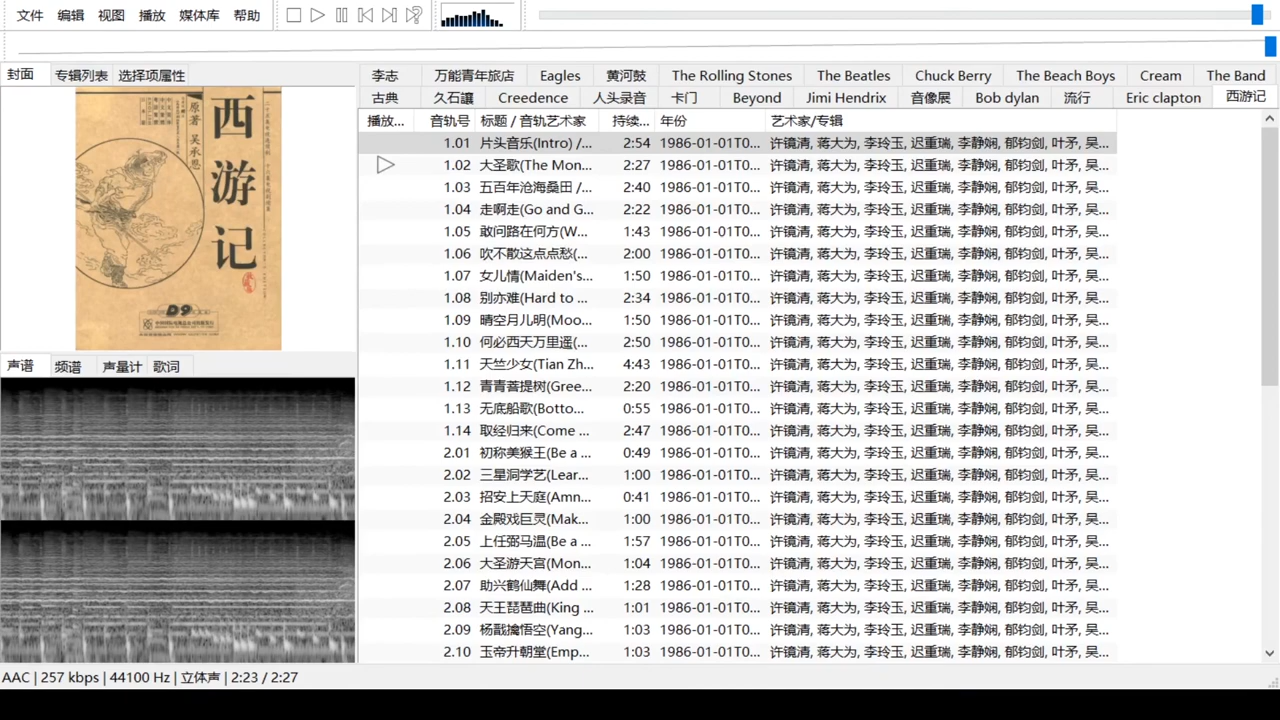 文件 编辑 视图 播放 媒体库 帮助
封面 专辑列表 选择项属性
李志 万能青年旅店 Eagles 黄河鼓 The Rolling Stones The Beatles Chuck Berry The Beach Boys Cream The Band
古典 久石讓 Creedence 人头录音 卡门 Beyond Jimi Hendrix 音像展 Bob dylan 流行 Eric clapton 西游记
原著 吴承恩
西游记
D9
声谱 频谱 声量计 歌词
播放... 音轨号 标题 / 音轨艺术家 持续... 年份 艺术家/专辑
1.01 片头音乐(Intro) /... 2:54 1986-01-01T0... 许镜清, 蒋大为, 李玲玉, 迟重瑞, 李静娴, 郁钧剑, 叶矛, 吴...
1.02 大圣歌(The Mon... 2:27 1986-01-01T0... 许镜清, 蒋大为, 李玲玉, 迟重瑞, 李静娴, 郁钧剑, 叶矛, 吴...
1.03 五百年沧海桑田 /... 2:40 1986-01-01T0... 许镜清, 蒋大为, 李玲玉, 迟重瑞, 李静娴, 郁钧剑, 叶矛, 吴...
1.04 走啊走(Go and G... 2:22 1986-01-01T0... 许镜清, 蒋大为, 李玲玉, 迟重瑞, 李静娴, 郁钧剑, 叶矛, 吴...
1.05 敢问路在何方(W... 1:43 1986-01-01T0... 许镜清, 蒋大为, 李玲玉, 迟重瑞, 李静娴, 郁钧剑, 叶矛, 吴...
1.06 吹不散这点点愁(... 2:00 1986-01-01T0... 许镜清, 蒋大为, 李玲玉, 迟重瑞, 李静娴, 郁钧剑, 叶矛, 吴...
1.07 女儿情(Maiden's... 1:50 1986-01-01T0... 许镜清, 蒋大为, 李玲玉, 迟重瑞, 李静娴, 郁钧剑, 叶矛, 吴...
1.08 别亦难(Hard to ... 2:34 1986-01-01T0... 许镜清, 蒋大为, 李玲玉, 迟重瑞, 李静娴, 郁钧剑, 叶矛, 吴...
1.09 晴空月儿明(Moo... 1:50 1986-01-01T0... 许镜清, 蒋大为, 李玲玉, 迟重瑞, 李静娴, 郁钧剑, 叶矛, 吴...
1.10 何必西天万里遥(... 2:50 1986-01-01T0... 许镜清, 蒋大为, 李玲玉, 迟重瑞, 李静娴, 郁钧剑, 叶矛, 吴...
1.11 天竺少女(Tian Zh... 4:43 1986-01-01T0... 许镜清, 蒋大为, 李玲玉, 迟重瑞, 李静娴, 郁钧剑, 叶矛, 吴...
1.12 青青菩提树(Gree... 2:20 1986-01-01T0... 许镜清, 蒋大为, 李玲玉, 迟重瑞, 李静娴, 郁钧剑, 叶矛, 吴...
1.13 无底船歌(Botto... 0:55 1986-01-01T0... 许镜清, 蒋大为, 李玲玉, 迟重瑞, 李静娴, 郁钧剑, 叶矛, 吴...
1.14 取经归来(Come ... 2:47 1986-01-01T0... 许镜清, 蒋大为, 李玲玉, 迟重瑞, 李静娴, 郁钧剑, 叶矛, 吴...
2.01 初称美猴王(Be a ... 0:49 1986-01-01T0... 许镜清, 蒋大为, 李玲玉, 迟重瑞, 李静娴, 郁钧剑, 叶矛, 吴...
2.02 三星洞学艺(Lear... 1:00 1986-01-01T0... 许镜清, 蒋大为, 李玲玉, 迟重瑞, 李静娴, 郁钧剑, 叶矛, 吴...
2.03 招安上天庭(Amn... 0:41 1986-01-01T0... 许镜清, 蒋大为, 李玲玉, 迟重瑞, 李静娴, 郁钧剑, 叶矛, 吴...
2.04 金殿戏巨灵(Mak... 1:00 1986-01-01T0... 许镜清, 蒋大为, 李玲玉, 迟重瑞, 李静娴, 郁钧剑, 叶矛, 吴...
2.05 上任弼马温(Be a ... 1:57 1986-01-01T0... 许镜清, 蒋大为, 李玲玉, 迟重瑞, 李静娴, 郁钧剑, 叶矛, 吴...
2.06 大圣游天宫(Mon... 1:04 1986-01-01T0... 许镜清, 蒋大为, 李玲玉, 迟重瑞, 李静娴, 郁钧剑, 叶矛, 吴...
2.07 助兴鹤仙舞(Add ... 1:28 1986-01-01T0... 许镜清, 蒋大为, 李玲玉, 迟重瑞, 李静娴, 郁钧剑, 叶矛, 吴...
2.08 天王琵琶曲(King ... 1:01 1986-01-01T0... 许镜清, 蒋大为, 李玲玉, 迟重瑞, 李静娴, 郁钧剑, 叶矛, 吴...
2.09 杨戬擒悟空(Yang... 1:03 1986-01-01T0... 许镜清, 蒋大为, 李玲玉, 迟重瑞, 李静娴, 郁钧剑, 叶矛, 吴...
2.10 玉帝升朝堂(Emp... 1:03 1986-01-01T0... 许镜清, 蒋大为, 李玲玉, 迟重瑞, 李静娴, 郁钧剑, 叶矛, 吴...
AAC | 257 kbps | 44100 Hz | 立体声 | 2:23 / 2:27